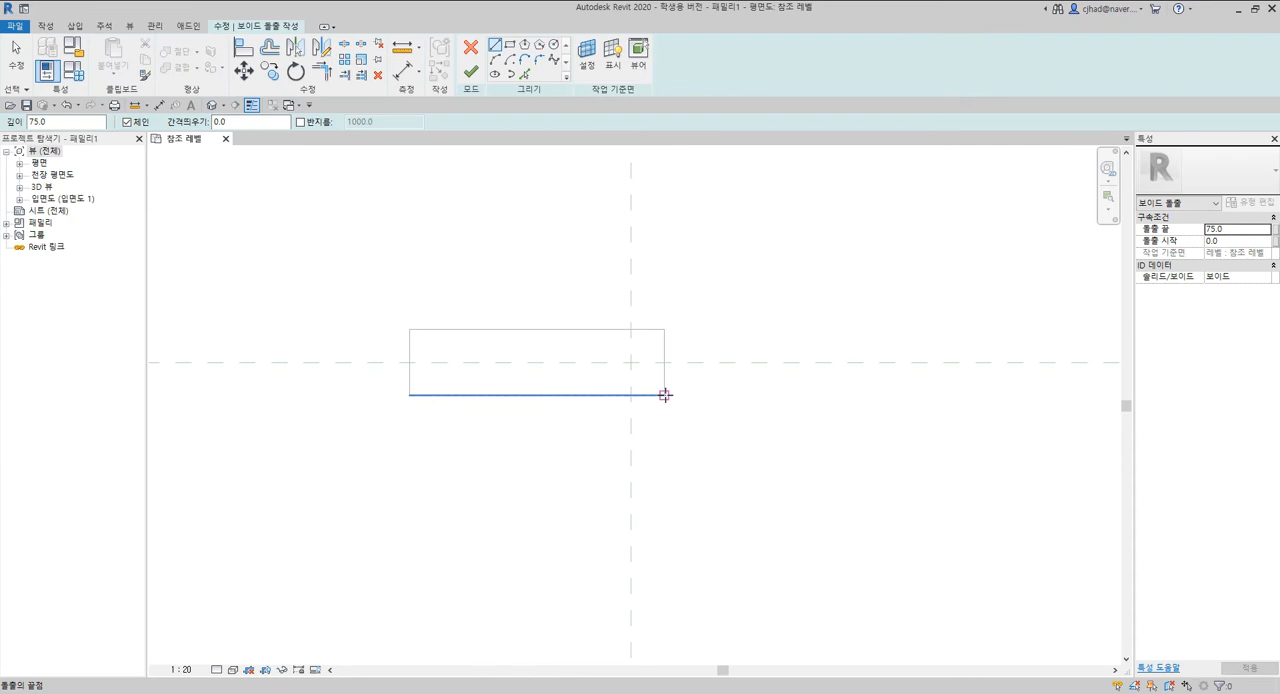 Autodesk Revit 2020 - 학생용 버전 - 패밀리1 - 평면도: 참조 레벨
cjhad@naver....
파일 작성 삽입 주석 뷰 관리 애드인 수정 | 보이드 돌출 작성
수정
붙여넣기
절단
결합
설정 표시 뷰어
선택 특성 클립보드 형상 수정 측정 작성 모드 그리기 작업 기준면
깊이 75.0 체인 간격띄우기: 0.0 반지름: 1000.0
프로젝트 탐색기 - 패밀리1
뷰 (전체)
평면
천장 평면도
3D 뷰
입면도 (입면도 1)
시트 (전체)
패밀리
그룹
Revit 링크
참조 레벨
특성
보이드 돌출 유형 편집
구속조건
돌출 끝 75.0
돌출 시작 0.0
작업 기준면 레벨 : 참조 레벨
ID 데이터
솔리드/보이드 보이드
특성 도움말 적용
1 : 20
돌출의 끝점
:0